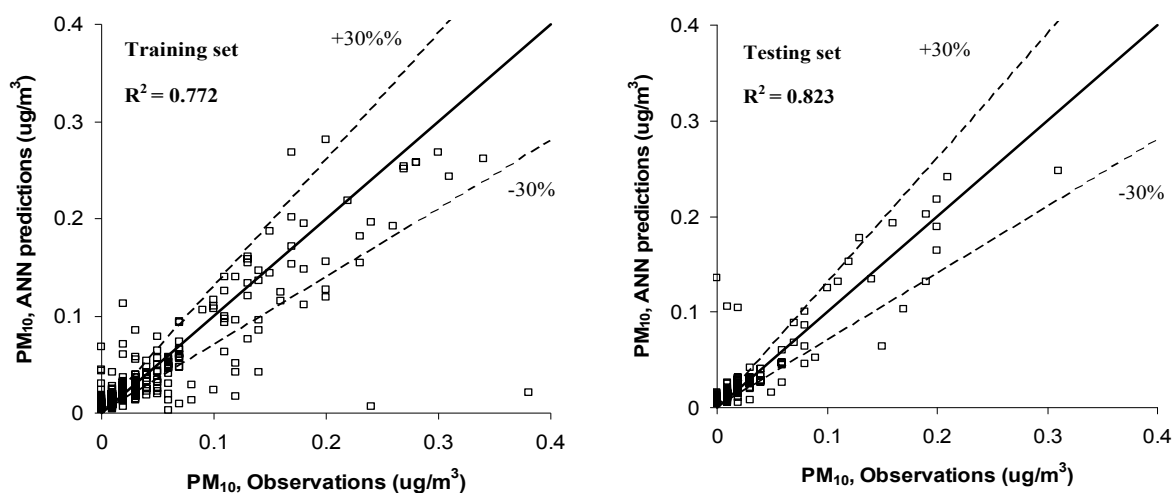 Training set
R² = 0.772
+30%%
-30%
0.4
0.3
0.2
0.1
0
PM₁₀, ANN predictions (ug/m³)
0 0.1 0.2 0.3 0.4
PM₁₀, Observations (ug/m³)
Testing set
R² = 0.823
+30%
-30%
0.4
0.3
0.2
0.1
0
PM₁₀, ANN predictions (ug/m³)
0 0.1 0.2 0.3 0.4
PM₁₀, Observations (ug/m³)